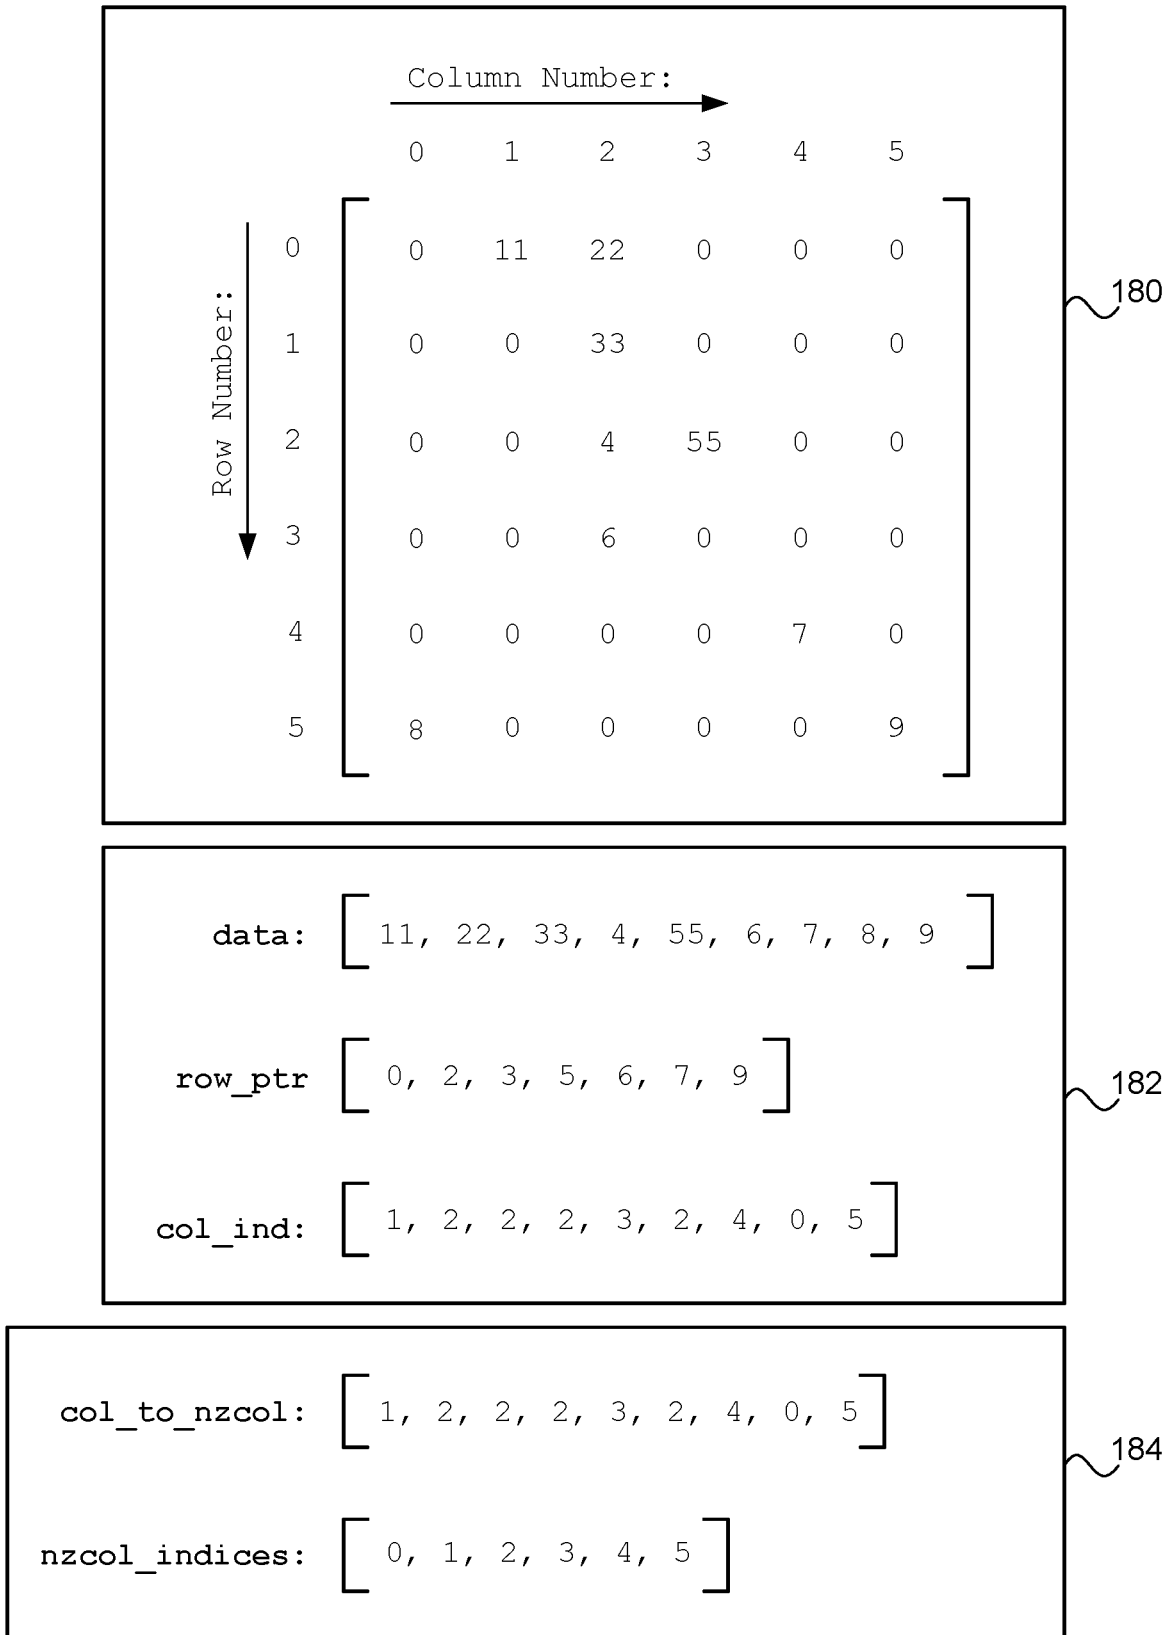 Column Number:
0 1 2 3 4 5
Row Number:
0 0 11 22 0 0 0
180
1 0 0 33 0 0 0
2 0 0 4 55 0 0
3 0 0 6 0 0 0
4 0 0 0 0 7 0
5 8 0 0 0 0 9
data: [ 11, 22, 33, 4, 55, 6, 7, 8, 9 ]
row_ptr [ 0, 2, 3, 5, 6, 7, 9 ]
182
col_ind: [ 1, 2, 2, 2, 3, 2, 4, 0, 5 ]
col_to_nzcol: [ 1, 2, 2, 2, 3, 2, 4, 0, 5 ]
184
nzcol_indices: [ 0, 1, 2, 3, 4, 5 ]